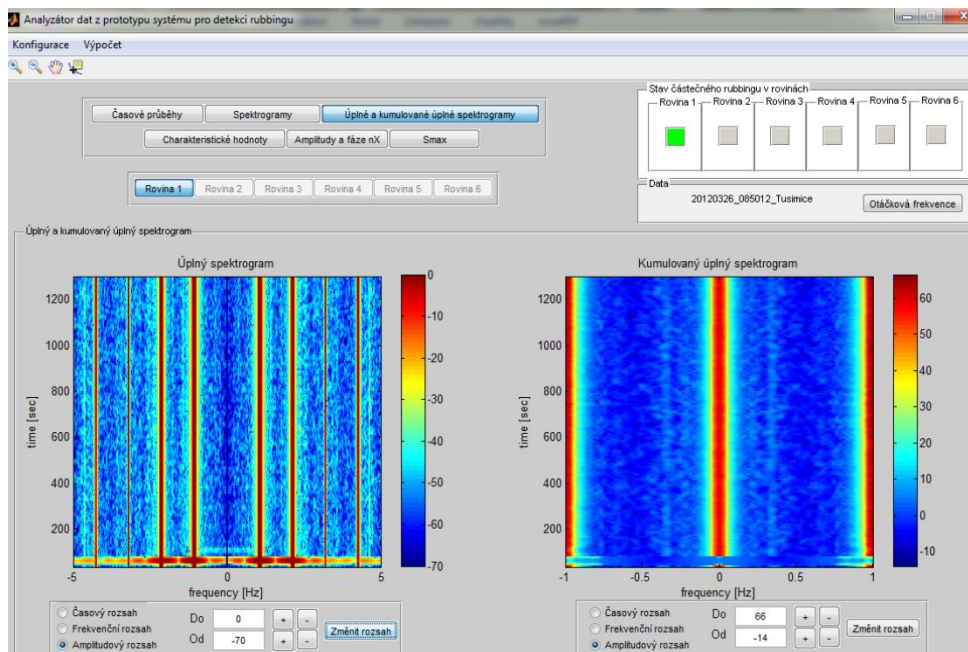 Analyzátor dat z prototypu systému pro detekci rubbingu
Konfigurace Výpočet
Časové průběhy Spektrogramy Úplné a kumulované úplné spektrogramy
Charakteristické hodnoty Amplitudy a fáze nX Smax
Rovina 1 Rovina 2 Rovina 3 Rovina 4 Rovina 5 Rovina 6
Stav částečného rubbingu v rovinách
Rovina 1 Rovina 2 Rovina 3 Rovina 4 Rovina 5 Rovina 6
Data
20120326_085012_Tusimice Otáčková frekvence
Úplný a kumulovaný úplný spektrogram
Úplný spektrogram
time [sec]
1200
1000
800
600
400
200
-5 0 5
frequency [Hz]
0
-10
-20
-30
-40
-50
-60
-70
Časový rozsah
Frekvenční rozsah
Amplitudový rozsah
Do 0 + -
Od -70 + -
Změnit rozsah
Kumulovaný úplný spektrogram
time [sec]
1200
1000
800
600
400
200
-1 -0.5 0 0.5 1
frequency [Hz]
60
50
40
30
20
10
0
-10
Časový rozsah
Frekvenční rozsah
Amplitudový rozsah
Do 66 + -
Od -14 + -
Změnit rozsah